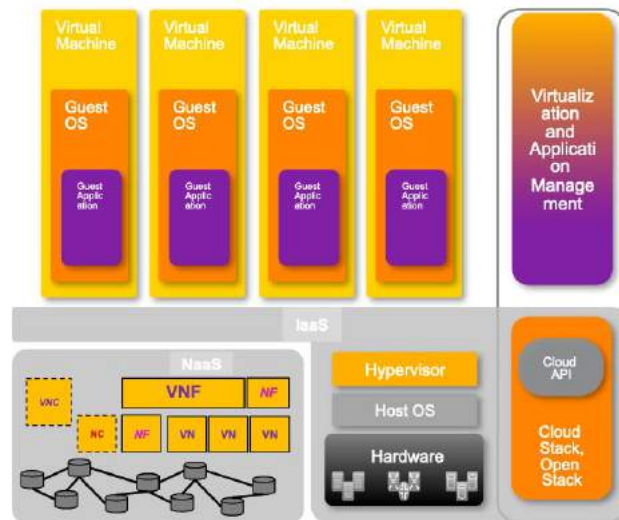 Virtual
Machine
Guest
OS
Guest
Applic
ation
Virtual
Machine
Guest
OS
Guest
Applic
ation
Virtual
Machine
Guest
OS
Guest
Applic
ation
Virtual
Machine
Guest
OS
Guest
Applic
ation
Virtualiz
ation and
Applicati
on
Manage
ment
IaaS
NaaS
VNC
VNF
NF
NC
NF
VN
VN
VN
Hypervisor
Host OS
Hardware
Cloud
API
Cloud
Stack,
Open
Stack